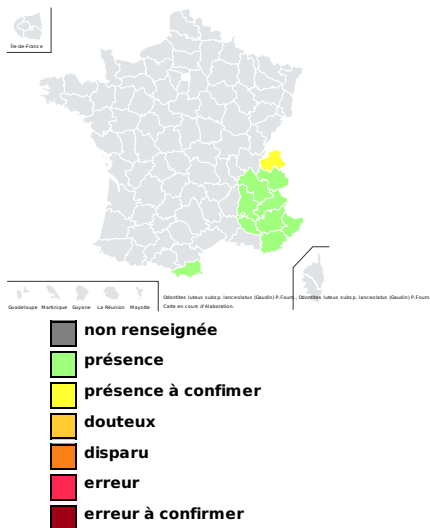 Île-de-France
Guadeloupe Martinique Guyane La Réunion Mayotte
Odontites luteus subsp. lanceolatus (Gaudin) P.Fourn., Odontites luteus subsp. lanceolatus (Gaudin) P.Fourn.
Carte en cours d'élaboration.
non renseignée
présence
présence à confimer
douteux
disparu
erreur
erreur à confirmer